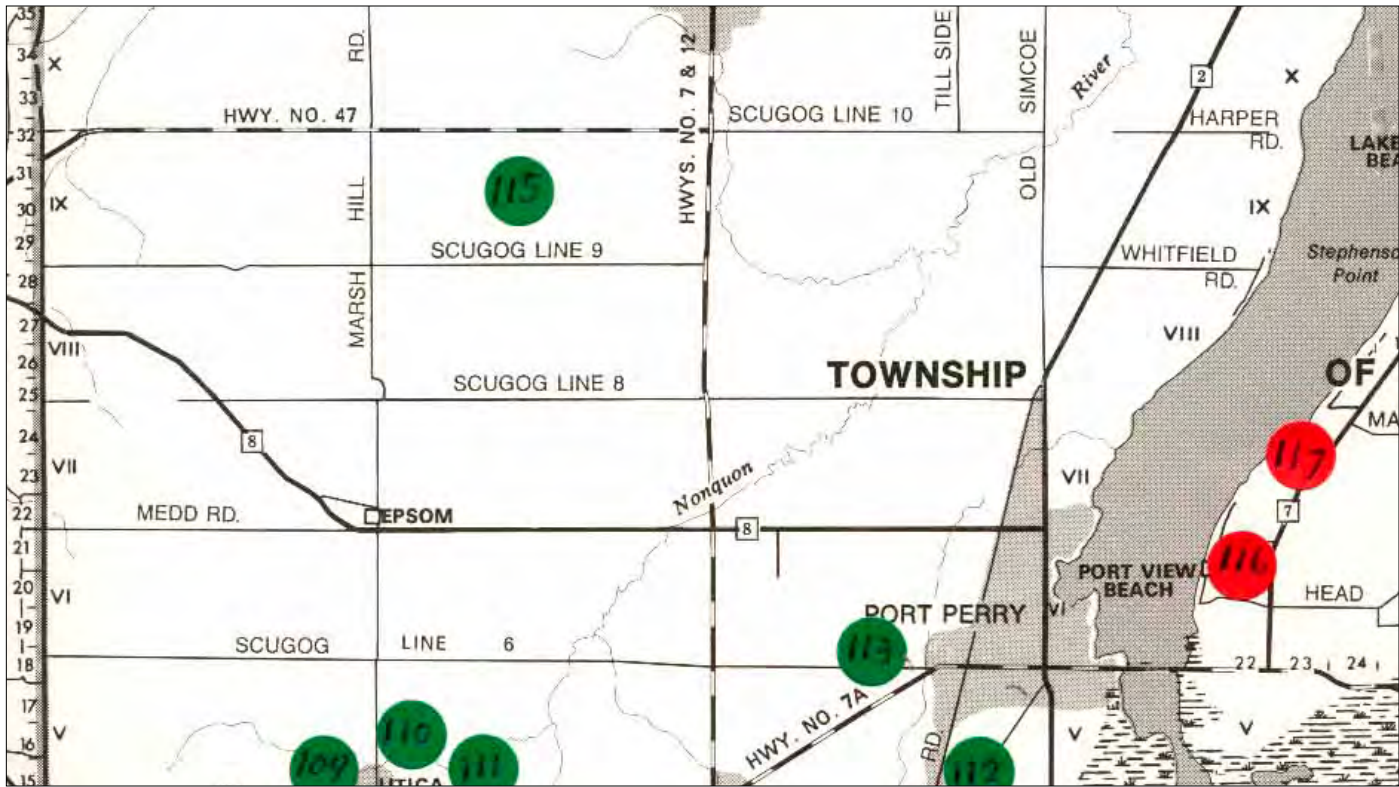 35
34
33
32
31
30
29
28
27
26
25
24
23
22
21
20
19
18
17
16
15
X
IX
VIII
VII
VI
V
RD.
HILL
MARSH
HWY. NO. 47
115
SCUGOG LINE 9
SCUGOG LINE 8
8
MEDD RD.
EPSOM
SCUGOG LINE 6
109
110
111
UTICA
HWYS. NO. 7 & 12
SCUGOG LINE 10
TILL SIDE
SIMCOE
OLD
RD.
River
Nonquon
8
TOWNSHIP OF
PORT PERRY
113
HWY. NO. 7A
112
2
X
HARPER
RD.
IX
WHITFIELD
RD.
VIII
VII
VI
V
Point
117
7
116
PORT VIEW
BEACH
HEAD
22 23 24
V